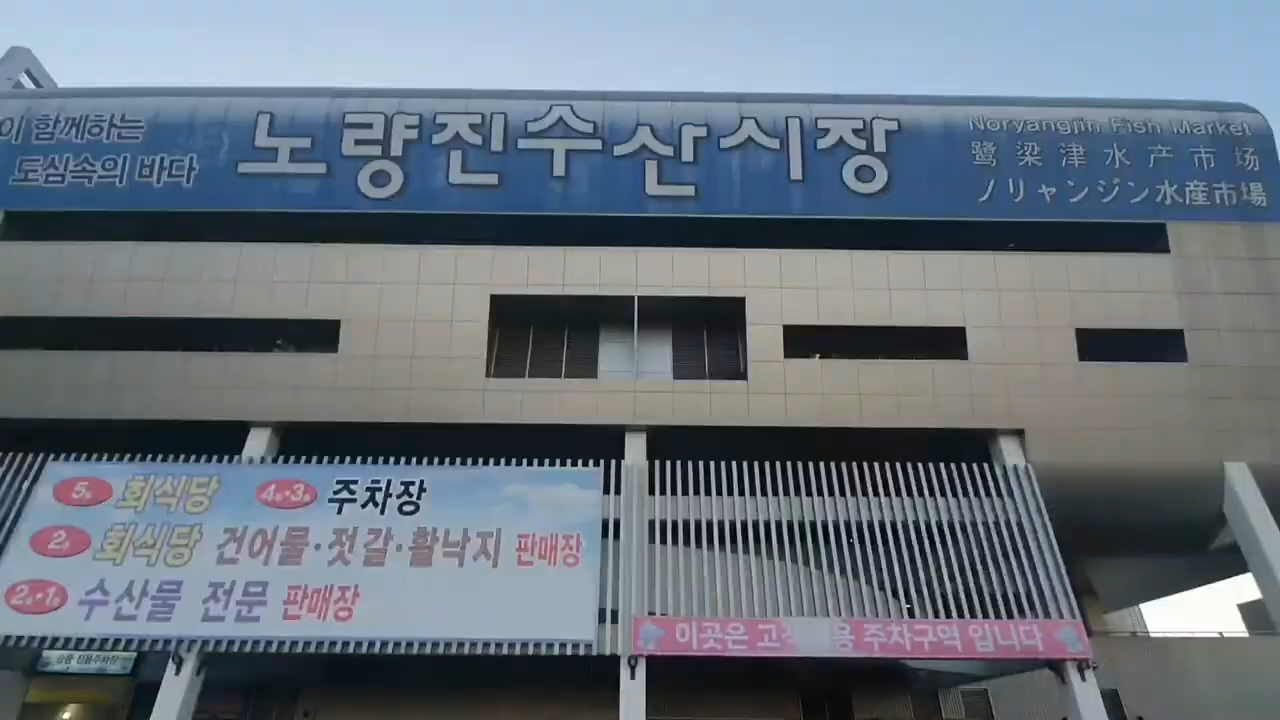 이 함께하는
도심속의 바다
노량진수산시장
Noryangjin Fish Market
鹭梁津水产市场
ノリャンジン水産市場
5층 회식당 4층·3층 주차장
2층 회식당 건어물·젓갈·활낙지 판매장
2층·1층 수산물 전문 판매장
이곳은 주차구역 입니다